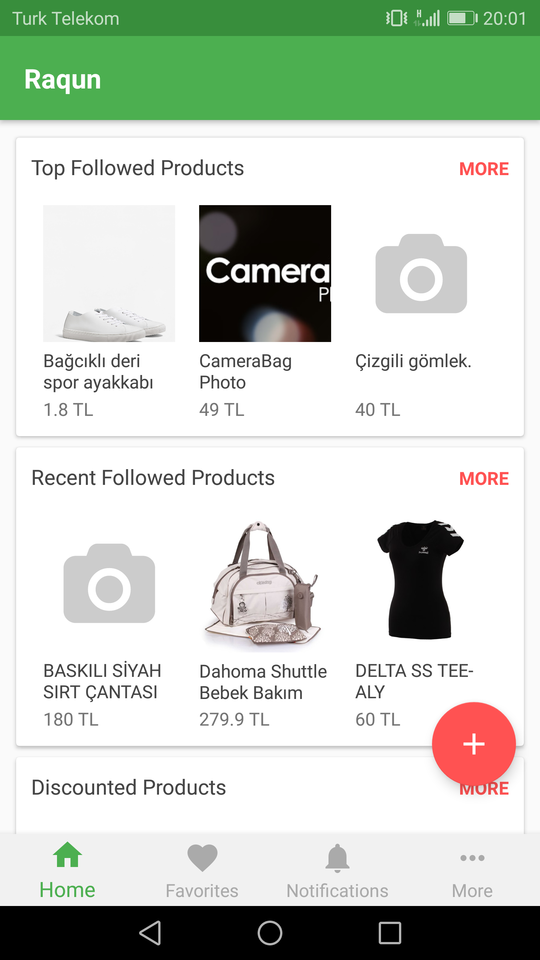 Turk Telekom
H
20:01
Raqun
Top Followed Products
MORE
Camera
Bağcıklı deri
spor ayakkabı
1.8 TL
CameraBag
Photo
49 TL
Çizgili gömlek.
40 TL
Recent Followed Products
MORE
BASKILI SİYAH
SIRT ÇANTASI
180 TL
Dahoma Shuttle
Bebek Bakım
279.9 TL
DELTA SS TEE-
ALY
60 TL
Discounted Products
MORE
Home
Favorites
Notifications
More